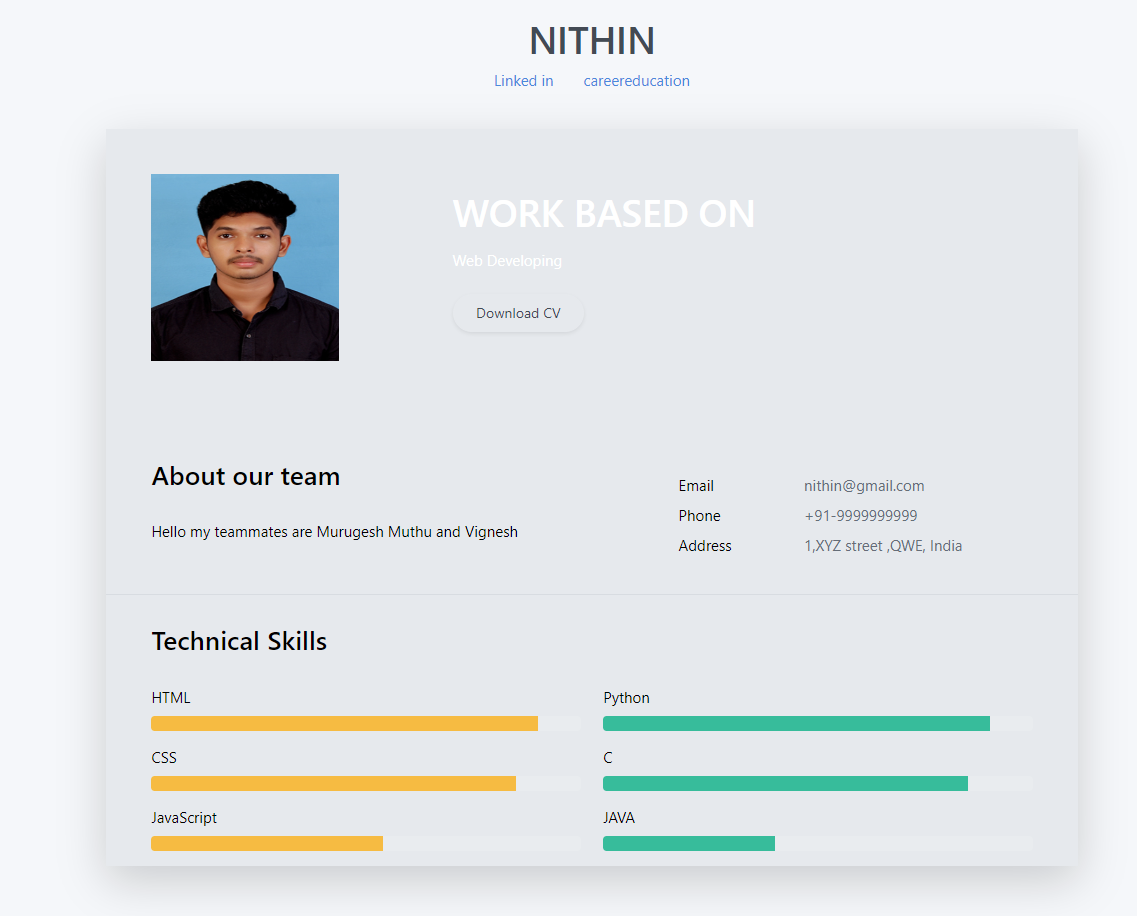 NITHIN
Linked in careereducation
WORK BASED ON
Web Developing
Download CV
About our team
Hello my teammates are Murugesh Muthu and Vignesh
Email nithin@gmail.com
Phone +91-9999999999
Address 1,XYZ street ,QWE, India
Technical Skills
HTML
Python
CSS
C
JavaScript
JAVA